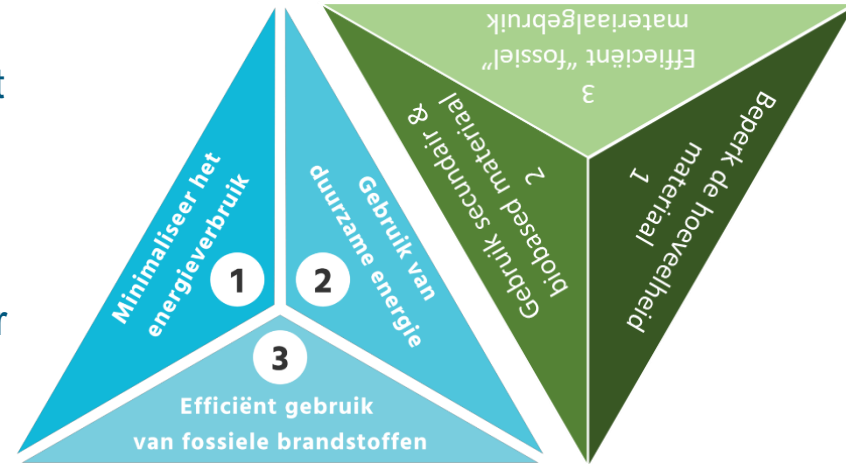 t
r
Minimaliseer het
energieverbruik
1
Gebruik van
duurzame energie
2
3
Efficiënt gebruik
van fossiele brandstoffen
Beperk de hoeveelheid
materiaal
1
Gebruik secundair &
biobased materiaal
2
3
Effieciënt "fossiel"
materiaalgebruik